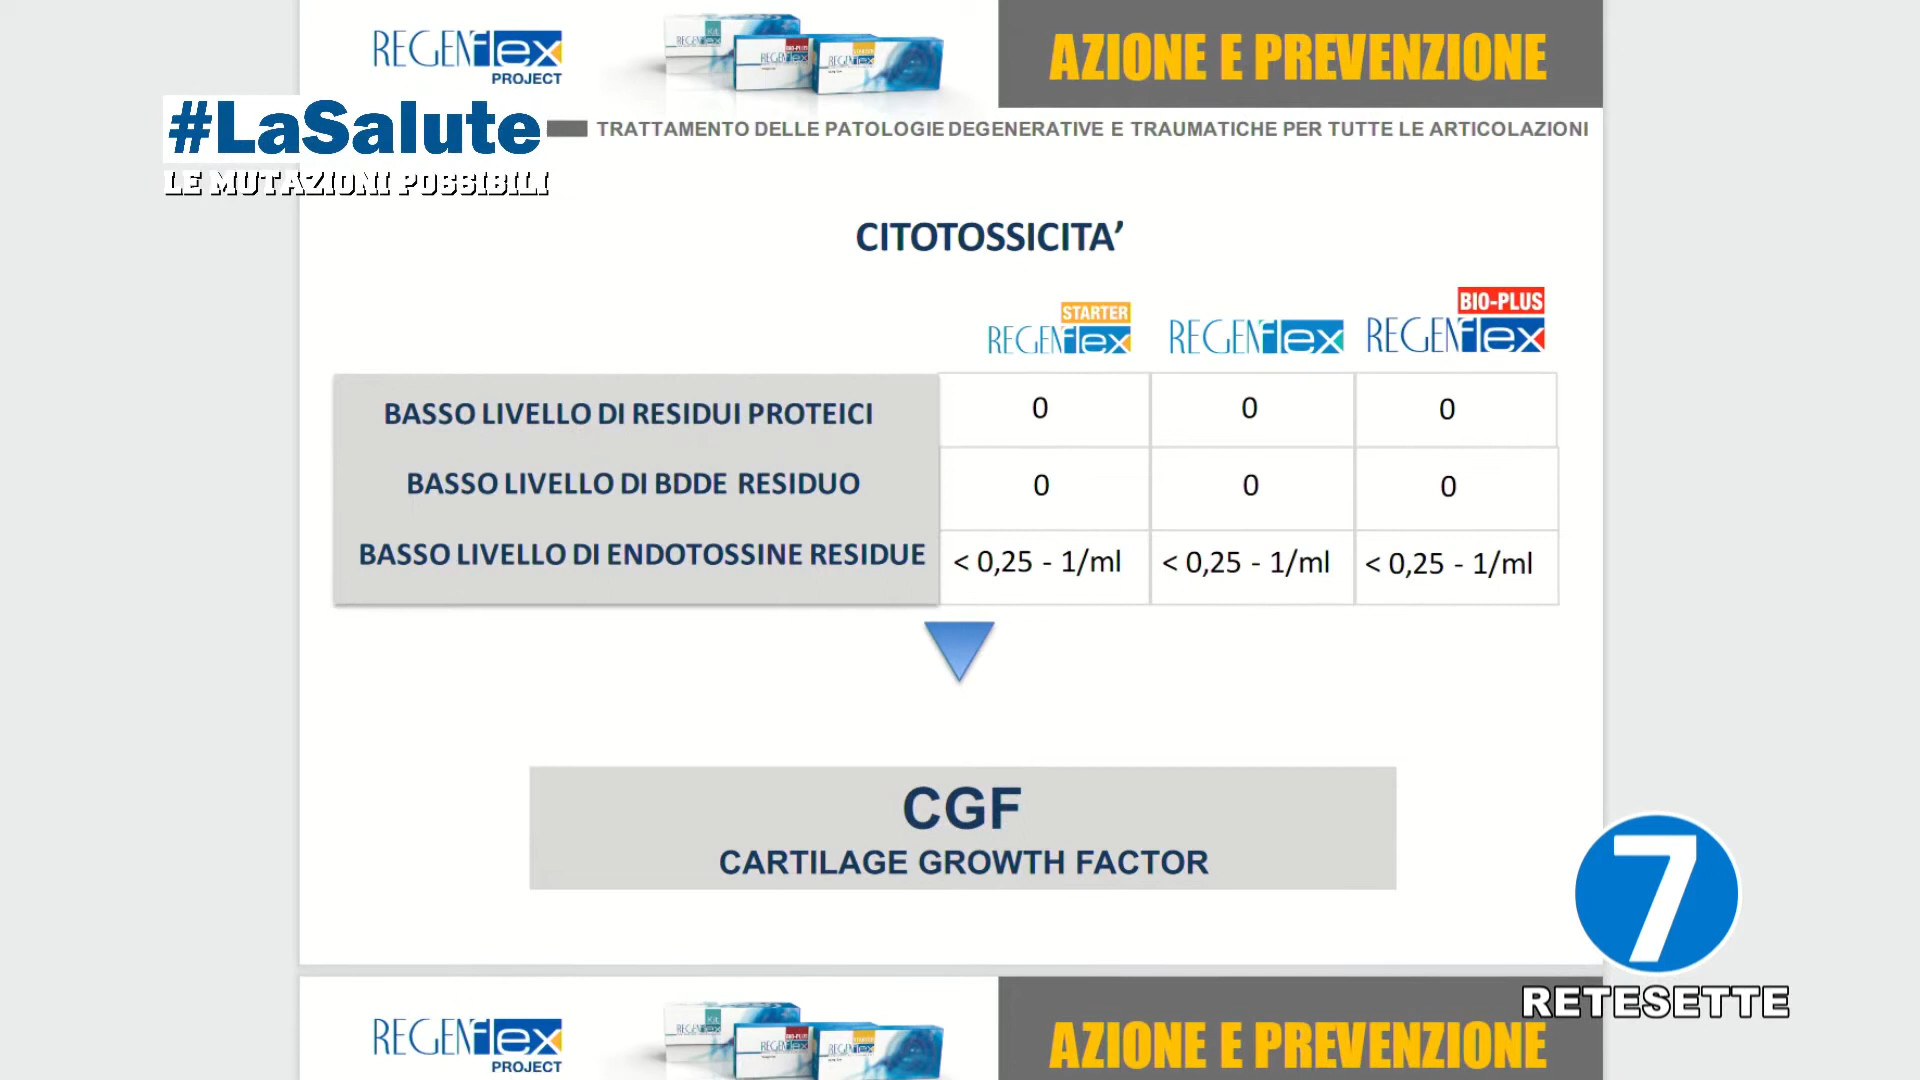 REGENflex
PROJECT
AZIONE E PREVENZIONE
#LaSalute
LE MUTAZIONI POSSIBILI
TRATTAMENTO DELLE PATOLOGIE DEGENERATIVE E TRAUMATICHE PER TUTTE LE ARTICOLAZIONI
CITOTOSSICITA’
STARTER
REGENflex
REGENflex
BIO-PLUS
REGENflex
BASSO LIVELLO DI RESIDUI PROTEICI 0 0 0
BASSO LIVELLO DI BDDE RESIDUO 0 0 0
BASSO LIVELLO DI ENDOTOSSINE RESIDUE < 0,25 - 1/ml < 0,25 - 1/ml < 0,25 - 1/ml
CGF
CARTILAGE GROWTH FACTOR
7
RETESETTE
REGENflex
PROJECT
AZIONE E PREVENZIONE